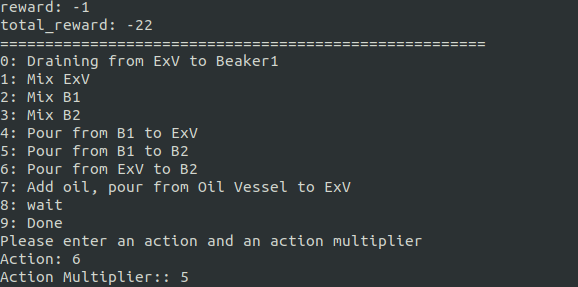 reward: -1
total_reward: -22
======================================================
0: Draining from ExV to Beaker1
1: Mix ExV
2: Mix B1
3: Mix B2
4: Pour from B1 to ExV
5: Pour from B1 to B2
6: Pour from ExV to B2
7: Add oil, pour from Oil Vessel to ExV
8: wait
9: Done
Please enter an action and an action multiplier
Action: 6
Action Multiplier:: 5